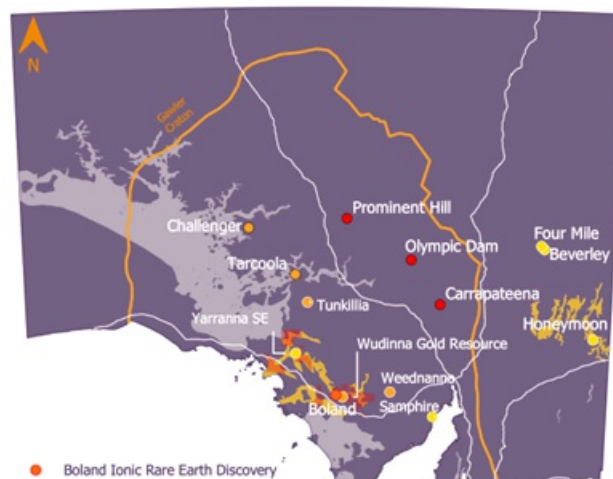 N
Gawler
Craton
Prominent Hill
Challenger
Four Mile
Beverley
Olympic Dam
Tarcoola
Tunkillia
Carrapateena
Yarranna SE
Honeymoon
Wudinna Gold Resource
Weednanna
Boland
Samphire
Boland Ionic Rare Earth Discovery